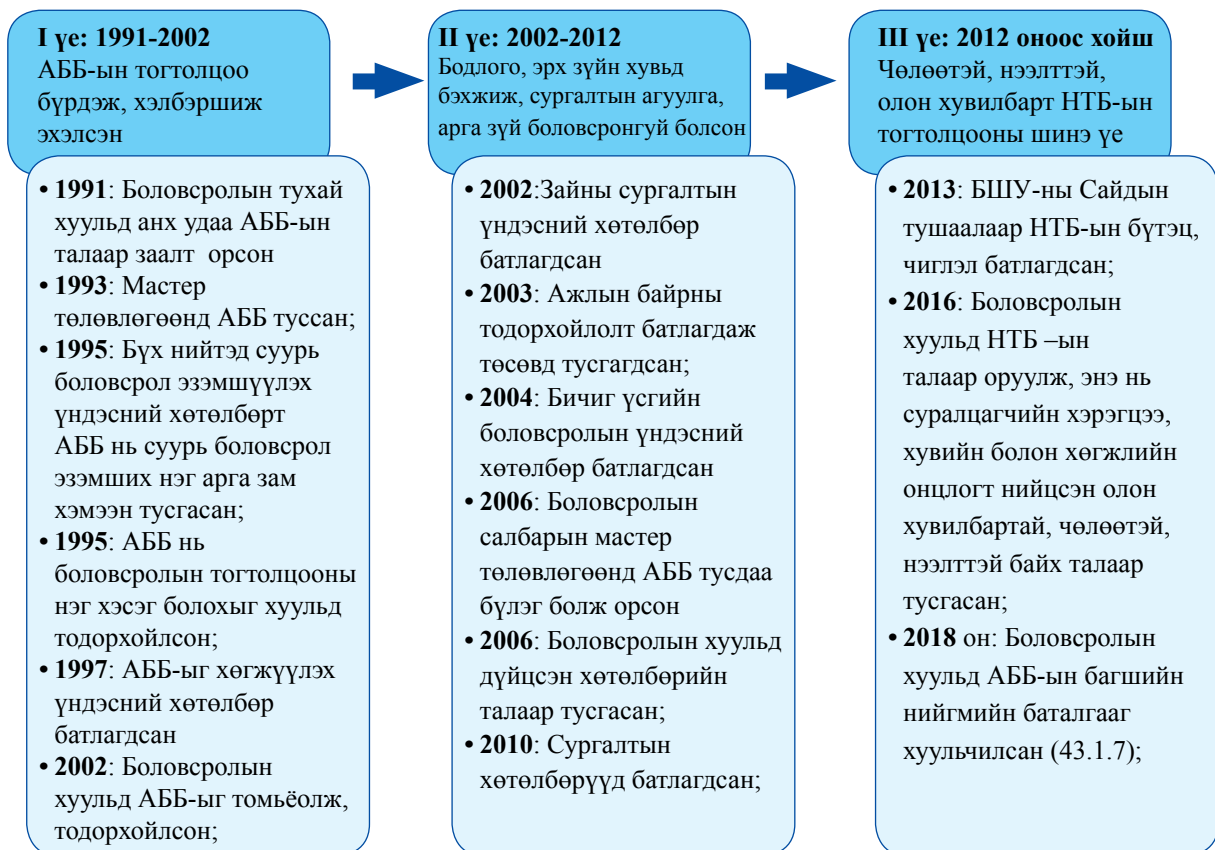 I үе: 1991-2002
АББ-ын тогтолцоо
бүрдэж, хэлбэршиж
эхэлсэн
• 1991: Боловсролын тухай
хуульд анх удаа АББ-ын
талаар заалт орсон
• 1993: Мастер
төлөвлөгөөнд АББ туссан;
• 1995: Бүх нийтэд суурь
боловсрол эзэмшүүлэх
үндэсний хөтөлбөрт
АББ нь суурь боловсрол
эзэмших нэг арга зам
хэмээн тусгасан;
• 1995: АББ нь
боловсролын тогтолцооны
нэг хэсэг болохыг хуульд
тодорхойлсон;
• 1997: АББ-ыг хөгжүүлэх
үндэсний хөтөлбөр
батлагдсан
• 2002: Боловсролын
хуульд АББ-ыг томьёолж,
тодорхойлсон;
II үе: 2002-2012
Бодлого, эрх зүйн хувьд
бэхжиж, сургалтын агуулга,
арга зүй боловсронгуй болсон
• 2002:Зайны сургалтын
үндэсний хөтөлбөр
батлагдсан
• 2003: Ажлын байрны
тодорхойлолт батлагдаж
төсөвд тусгагдсан;
• 2004: Бичиг үсгийн
боловсролын үндэсний
хөтөлбөр батлагдсан
• 2006: Боловсролын
салбарын мастер
төлөвлөгөөнд АББ тусдаа
бүлэг болж орсон
• 2006: Боловсролын хуульд
дүйцсэн хөтөлбөрийн
талаар тусгасан;
• 2010: Сургалтын
хөтөлбөрүүд батлагдсан;
III үе: 2012 оноос хойш
Чөлөөтэй, нээлттэй,
олон хувилбарт НТБ-ын
тогтолцооны шинэ үе
• 2013: БШУ-ны Сайдын
тушаалаар НТБ-ын бүтэц,
чиглэл батлагдсан;
• 2016: Боловсролын
хуульд НТБ –ын
талаар оруулж, энэ нь
суралцагчийн хэрэгцээ,
хувийн болон хөгжлийн
онцлогт нийцсэн олон
хувилбартай, чөлөөтэй,
нээлттэй байх талаар
тусгасан;
• 2018 он: Боловсролын
хуульд АББ-ын багшийн
нийгмийн баталгааг
хуульчилсан (43.1.7);